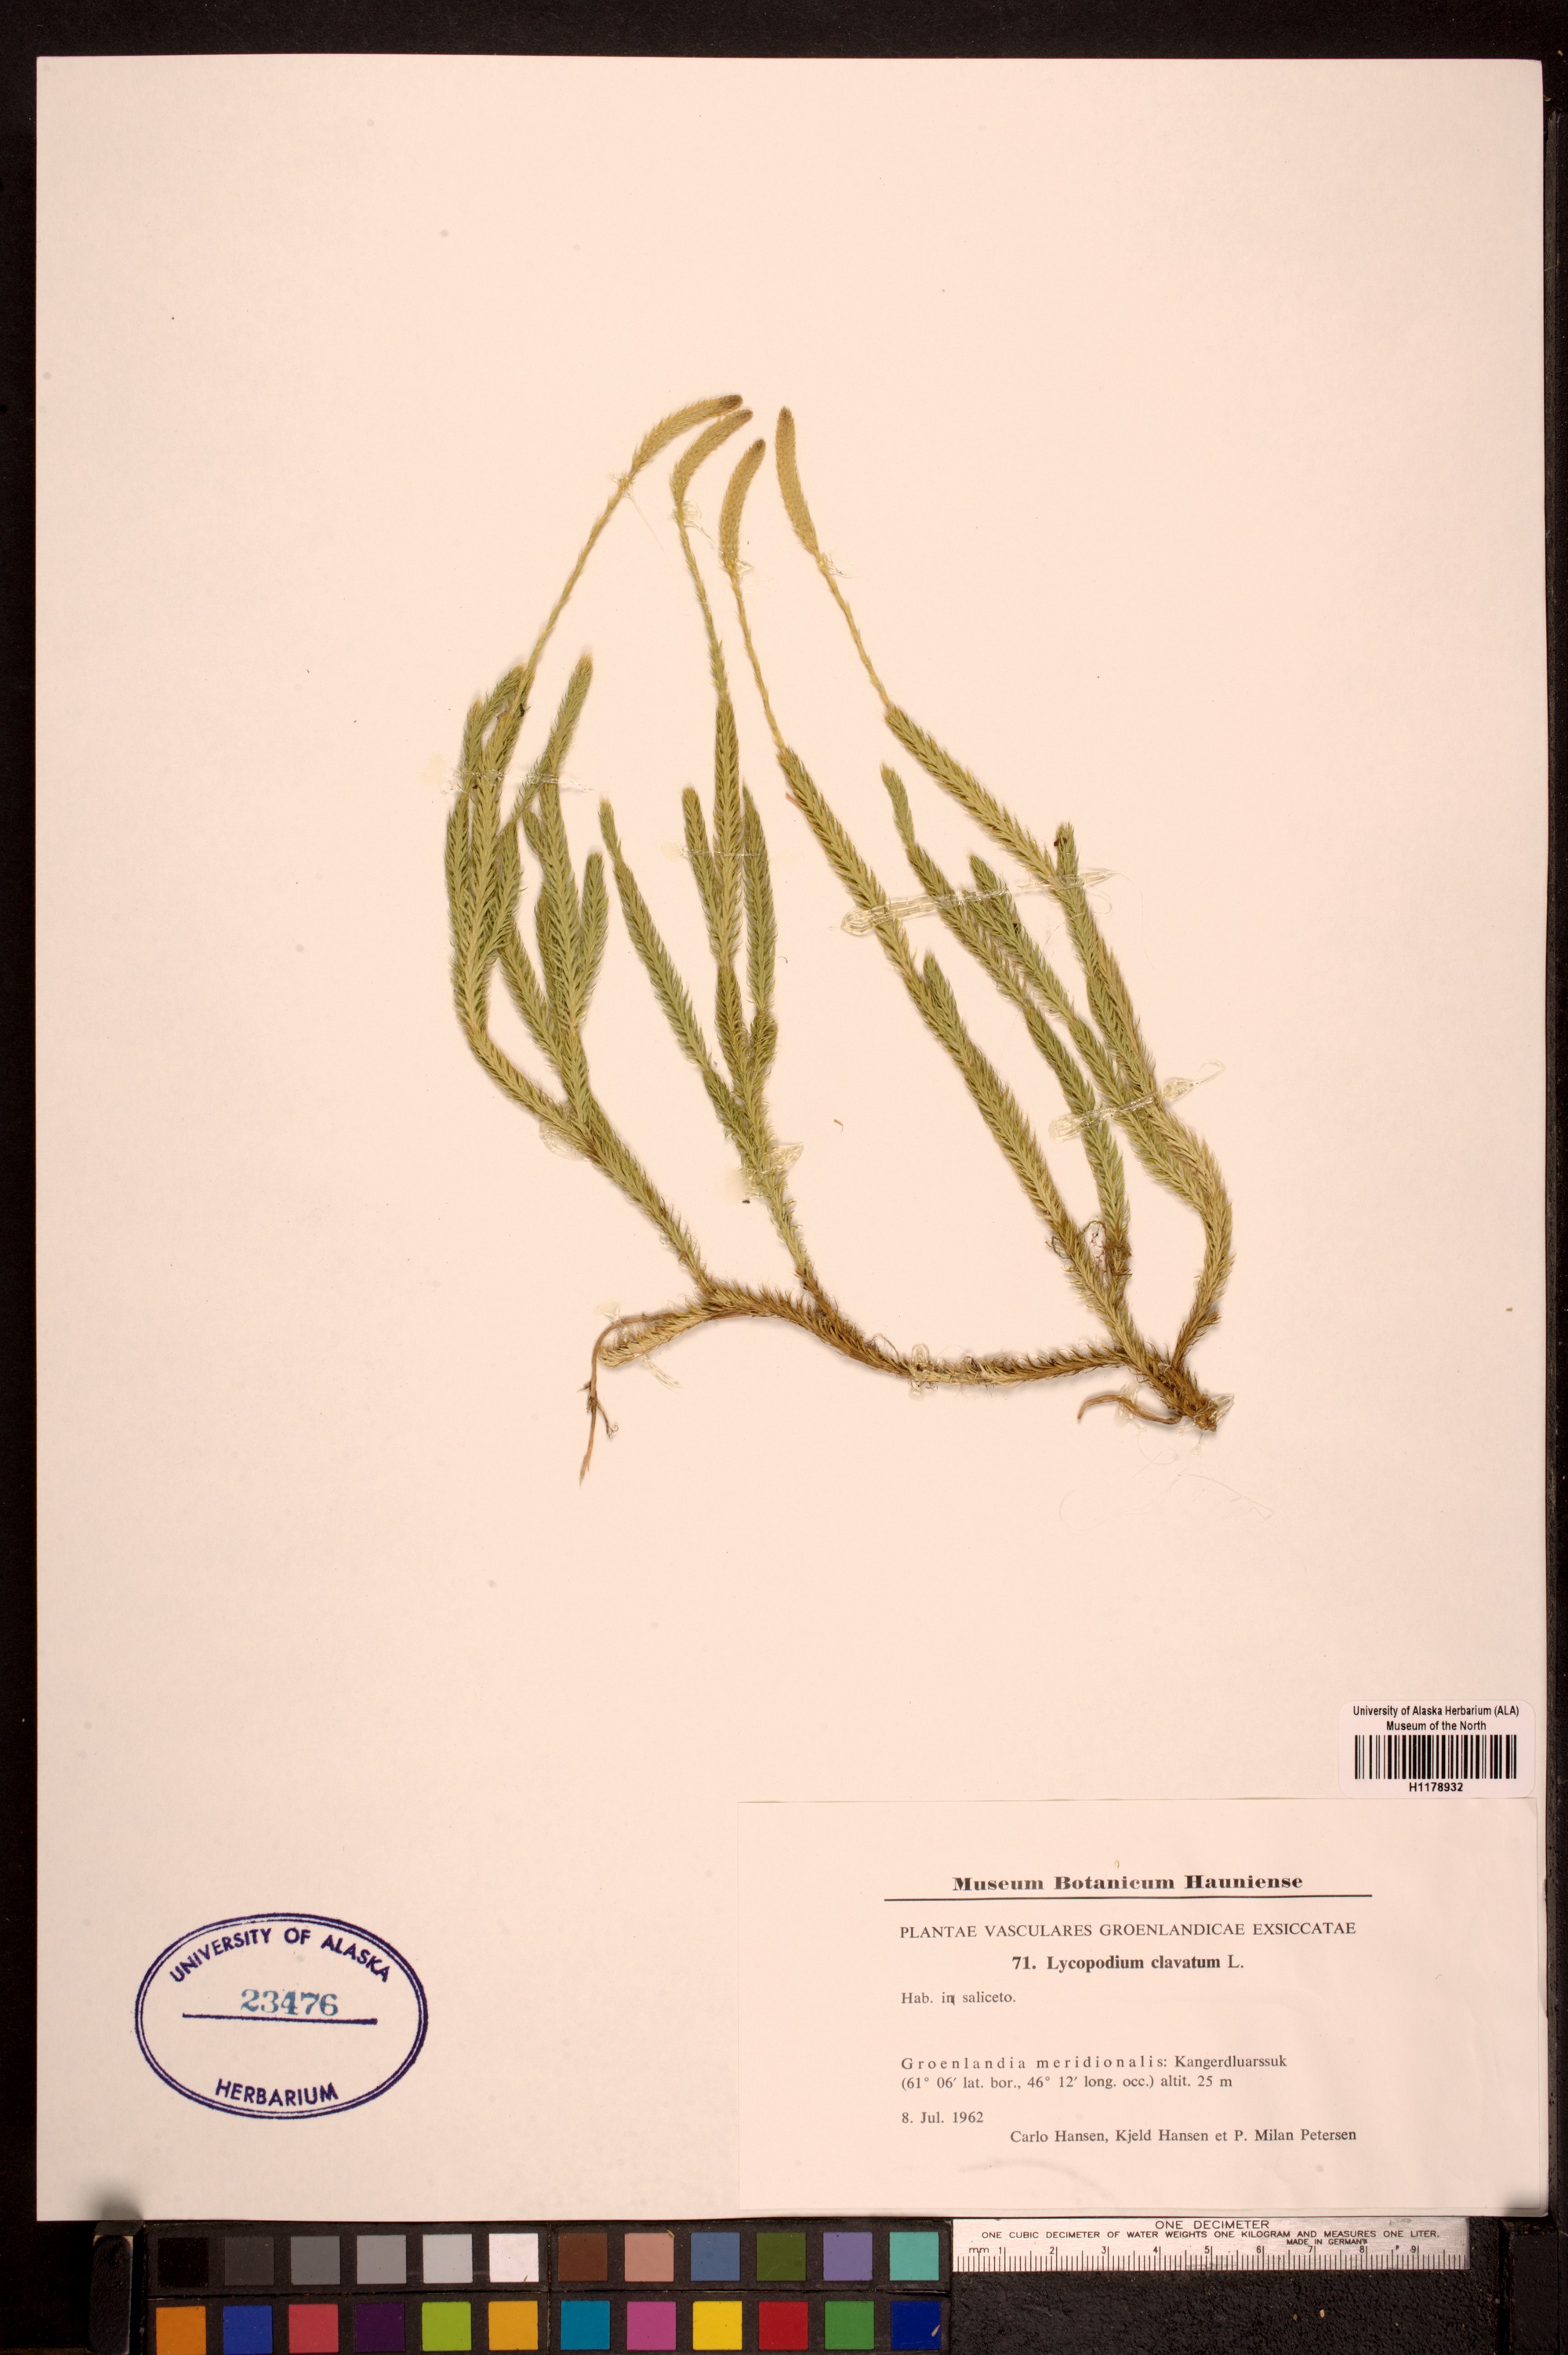 University of Alaska Herbarium (ALA)
Museum of the North
H1178932
Museum Botanicum Hauniense
PLANTAE VASCULARES GROENLANDICAE EXSICCATAE
71. Lycopodium clavatum L.
Hab. in saliceto.
Groenlandia meridionalis: Kangerdluarssuk
(61° 06′ lat. bor., 46° 12′ long. occ.) altit. 25 m
8. Jul. 1962
Carlo Hansen, Kjeld Hansen et P. Milan Petersen
UNIVERSITY OF ALASKA
23476
HERBARIUM
ONE DECIMETER
ONE CUBIC DECIMETER OF WATER WEIGHTS ONE KILOGRAM AND MEASURES ONE LITER.
MADE IN GERMANY
mm 1 2 3 4 5 6 7 8 9